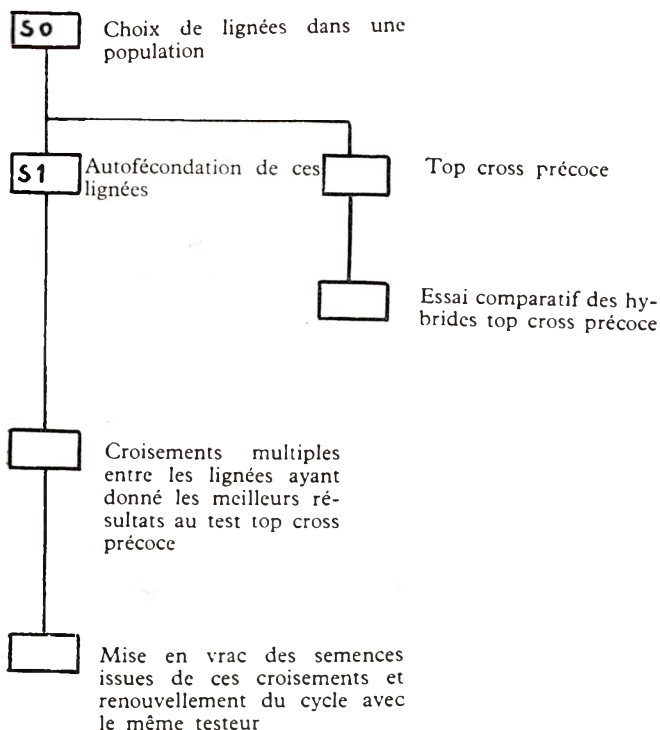 S0
Choix de lignées dans une
population
S1
Autofécondation de ces
lignées
Top cross précoce
Essai comparatif des hy-
brides top cross précoce
Croisements multiples
entre les lignées ayant
donné les meilleurs ré-
sultats au test top cross
précoce
Mise en vrac des semences
issues de ces croisements et
renouvellement du cycle avec
le même testeur